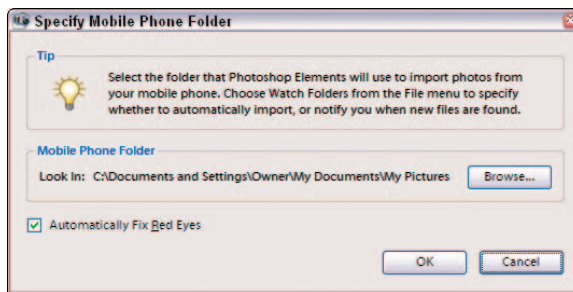 Specify Mobile Phone Folder
Tip
Select the folder that Photoshop Elements will use to import photos from
your mobile phone. Choose Watch Folders from the File menu to specify
whether to automatically import, or notify you when new files are found.
Mobile Phone Folder
Look In: C:\Documents and Settings\Owner\My Documents\My Pictures
Browse...
Automatically Fix Red Eyes
OK
Cancel